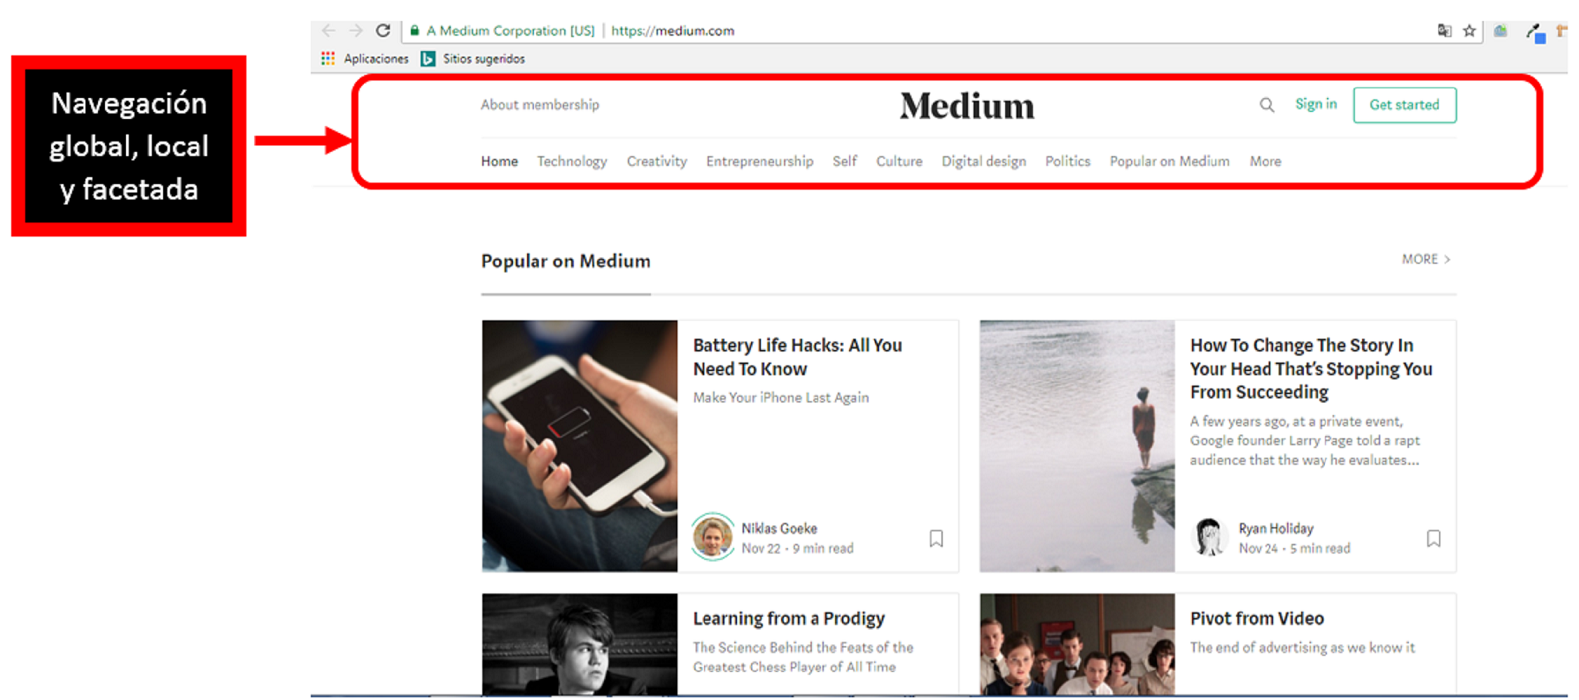 Navegación
global, local
y facetada
A Medium Corporation [US] | https://medium.com
Aplicaciones Sitios sugeridos
About membership Medium Sign in Get started
Home Technology Creativity Entrepreneurship Self Culture Digital design Politics Popular on Medium More
Popular on Medium MORE >
Battery Life Hacks: All You
Need To Know
Make Your iPhone Last Again
Niklas Goeke
Nov 22 · 9 min read
How To Change The Story In
Your Head That's Stopping You
From Succeeding
A few years ago, at a private event,
Google founder Larry Page told a rapt
audience that the way he evaluates...
Ryan Holiday
Nov 24 · 5 min read
Learning from a Prodigy
The Science Behind the Feats of the
Greatest Chess Player of All Time
Pivot from Video
The end of advertising as we know it